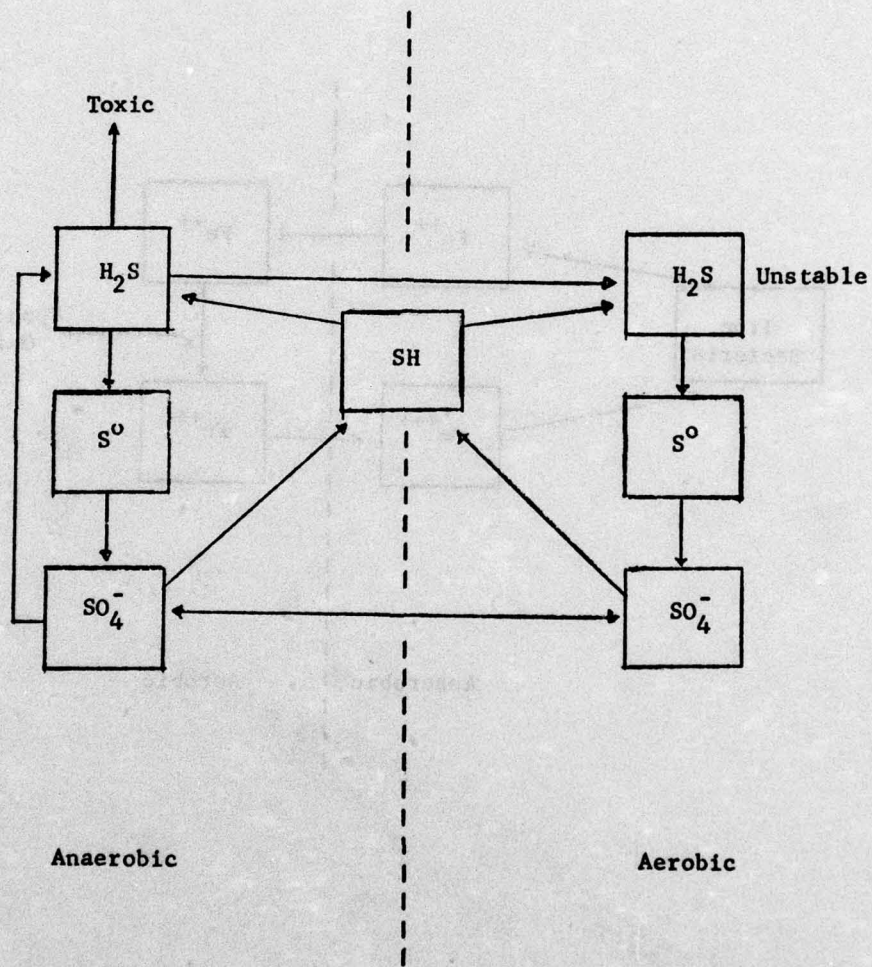 Toxic
H2S
H2S Unstable
SH
S°
S°
SO4-
SO4-
Anaerobic
Aerobic